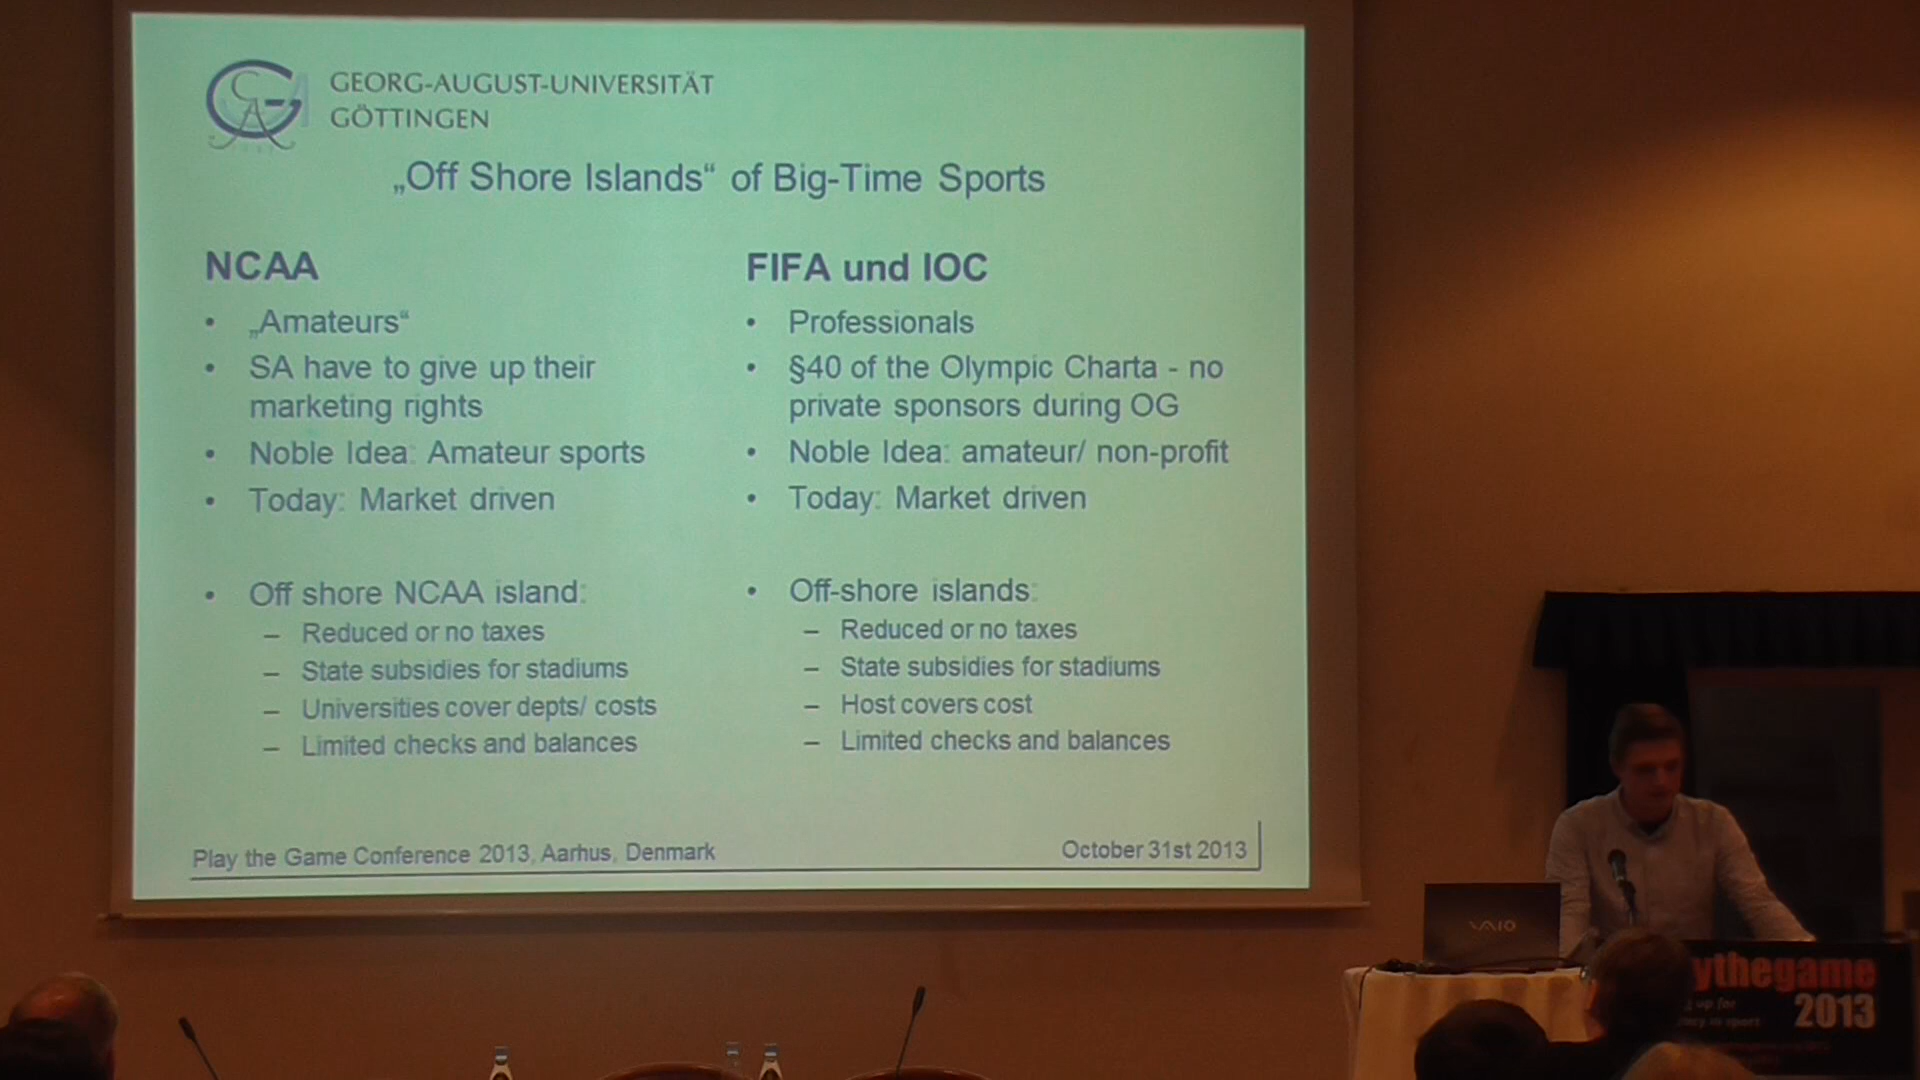 GEORG-AUGUST-UNIVERSITÄT
GÖTTINGEN
„Off Shore Islands“ of Big-Time Sports
NCAA
• „Amateurs“
• SA have to give up their
marketing rights
• Noble Idea: Amateur sports
• Today: Market driven
• Off shore NCAA island:
– Reduced or no taxes
– State subsidies for stadiums
– Universities cover depts/ costs
– Limited checks and balances
FIFA und IOC
• Professionals
• §40 of the Olympic Charta - no
private sponsors during OG
• Noble Idea: amateur/ non-profit
• Today: Market driven
• Off-shore islands:
– Reduced or no taxes
– State subsidies for stadiums
– Host covers cost
– Limited checks and balances
Play the Game Conference 2013, Aarhus, Denmark
October 31st 2013
VAIO
ythegame
2013
up for
in sport